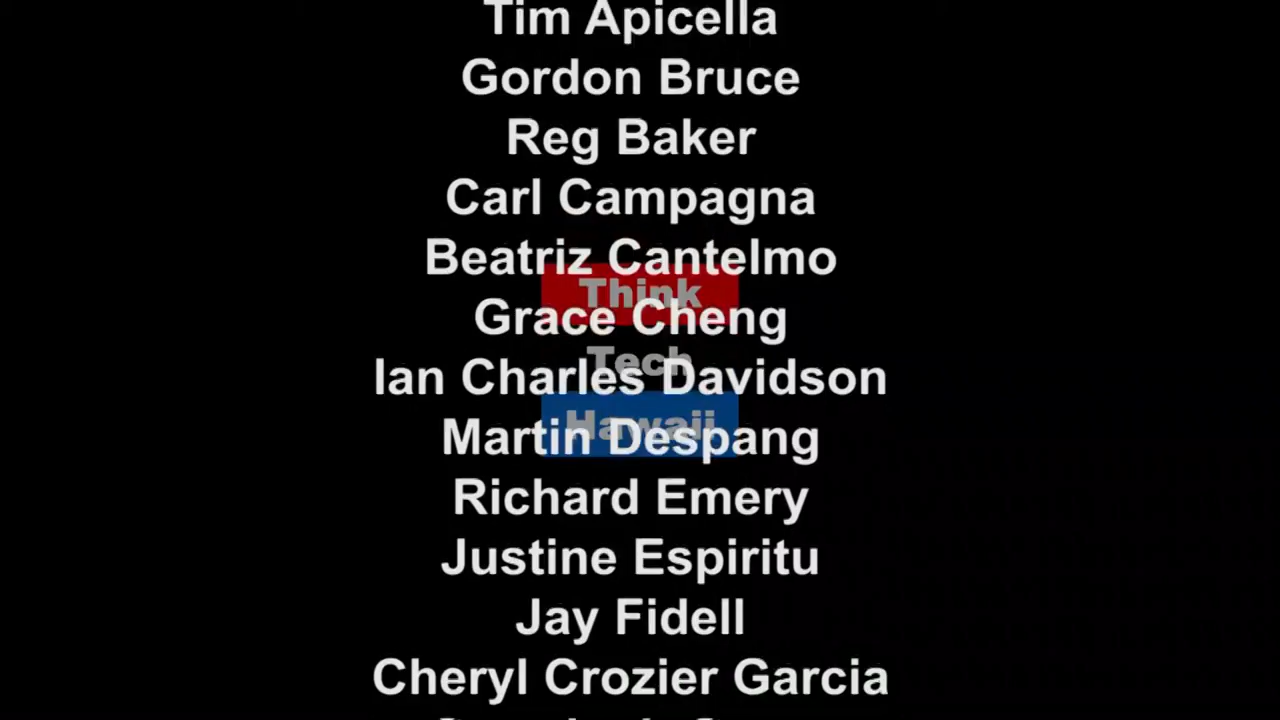 Tim Apicella
Gordon Bruce
Reg Baker
Carl Campagna
Beatriz Cantelmo
Think
Grace Cheng
Tech
Ian Charles Davidson
Hawaii
Martin Despang
Richard Emery
Justine Espiritu
Jay Fidell
Cheryl Crozier Garcia